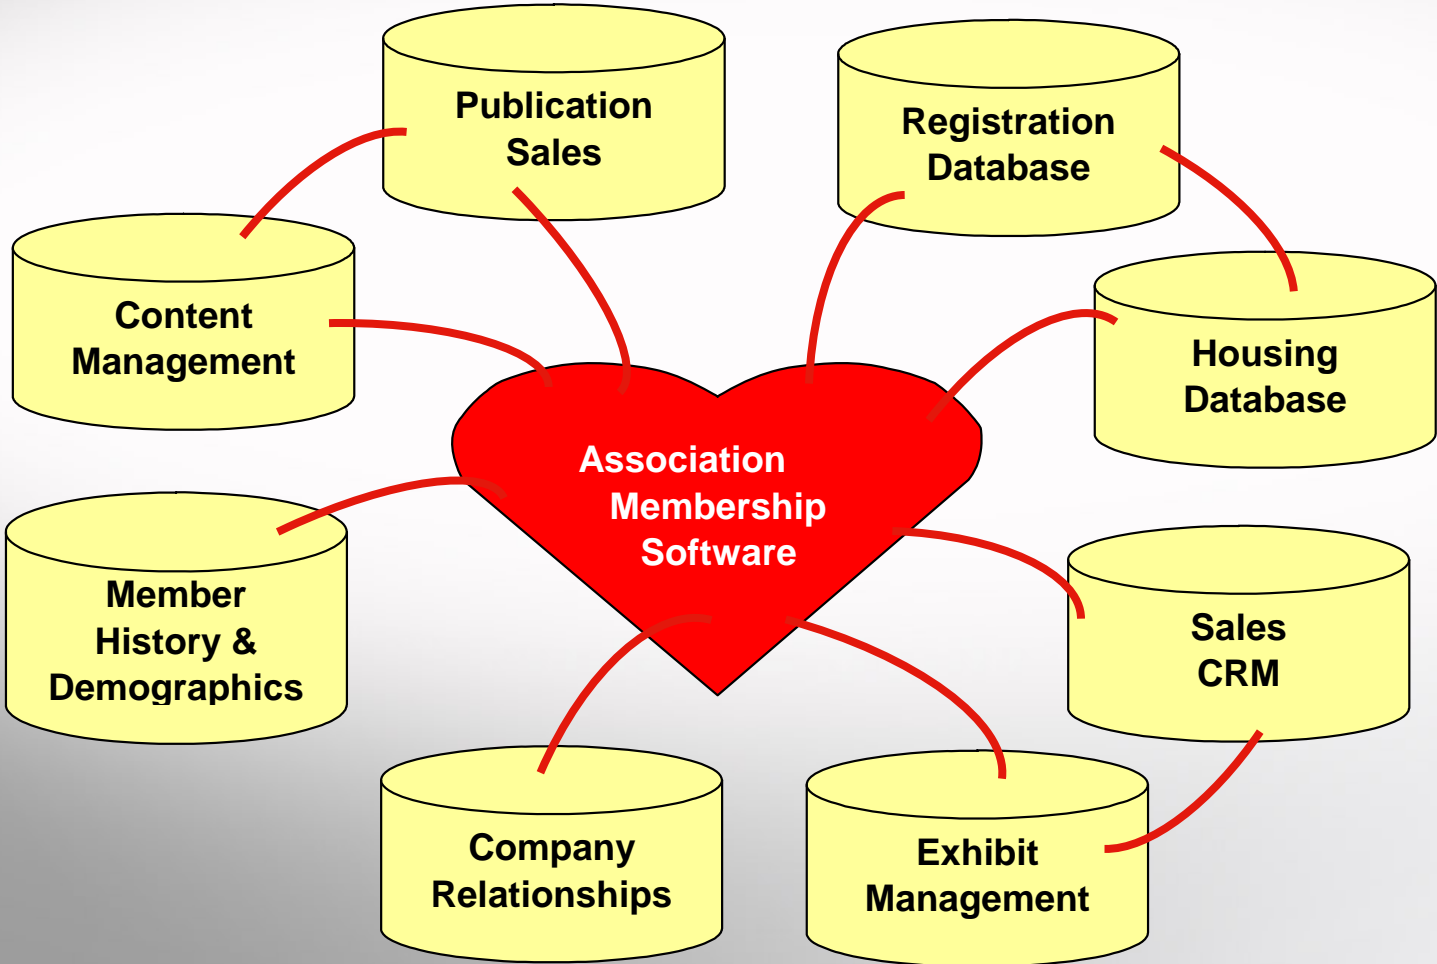 Publication
Sales
Registration
Database
Content
Management
Housing
Database
Association
Membership
Software
Member
History &
Demographics
Sales
CRM
Company
Relationships
Exhibit
Management